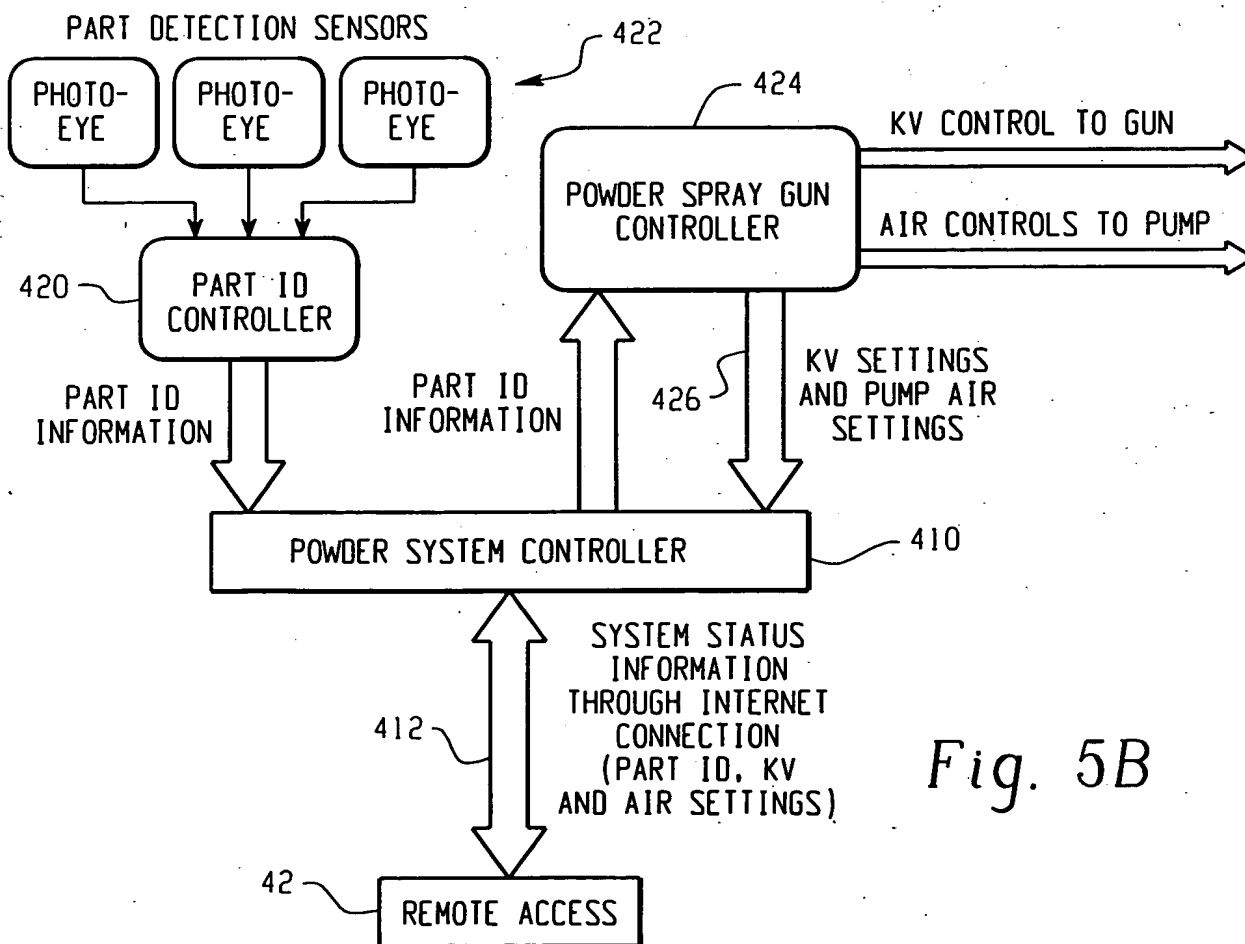 PART DETECTION SENSORS
422
PHOTO-
EYE
PHOTO-
EYE
PHOTO-
EYE
424
KV CONTROL TO GUN
POWDER SPRAY GUN
CONTROLLER
AIR CONTROLS TO PUMP
420
PART ID
CONTROLLER
PART ID
INFORMATION
PART ID
INFORMATION
426
KV SETTINGS
AND PUMP AIR
SETTINGS
POWDER SYSTEM CONTROLLER
410
412
SYSTEM STATUS
INFORMATION
THROUGH INTERNET
CONNECTION
(PART ID, KV
AND AIR SETTINGS)
Fig. 5B
42
REMOTE ACCESS